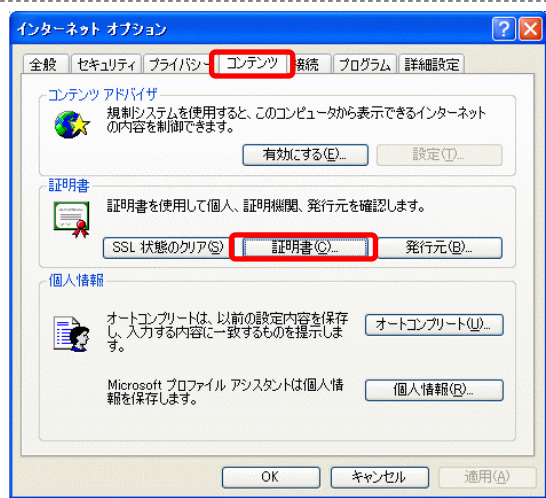 インターネット オプション
全般 セキュリティ プライバシー コンテンツ 接続 プログラム 詳細設定
コンテンツ アドバイザ
規制システムを使用すると、このコンピュータから表示できるインターネット
の内容を制御できます。
有効にする(E)... 設定(T)...
証明書
証明書を使用して個人、証明機関、発行元を確認します。
SSL 状態のクリア(S) 証明書(C)... 発行元(B)...
個人情報
オートコンプリートは、以前の設定内容を保存
し、入力する内容に一致するものを提示しま
す。
オートコンプリート(U)...
Microsoft プロファイル アシスタントは個人情
報を保存します。
個人情報(R)...
OK キャンセル 適用(A)